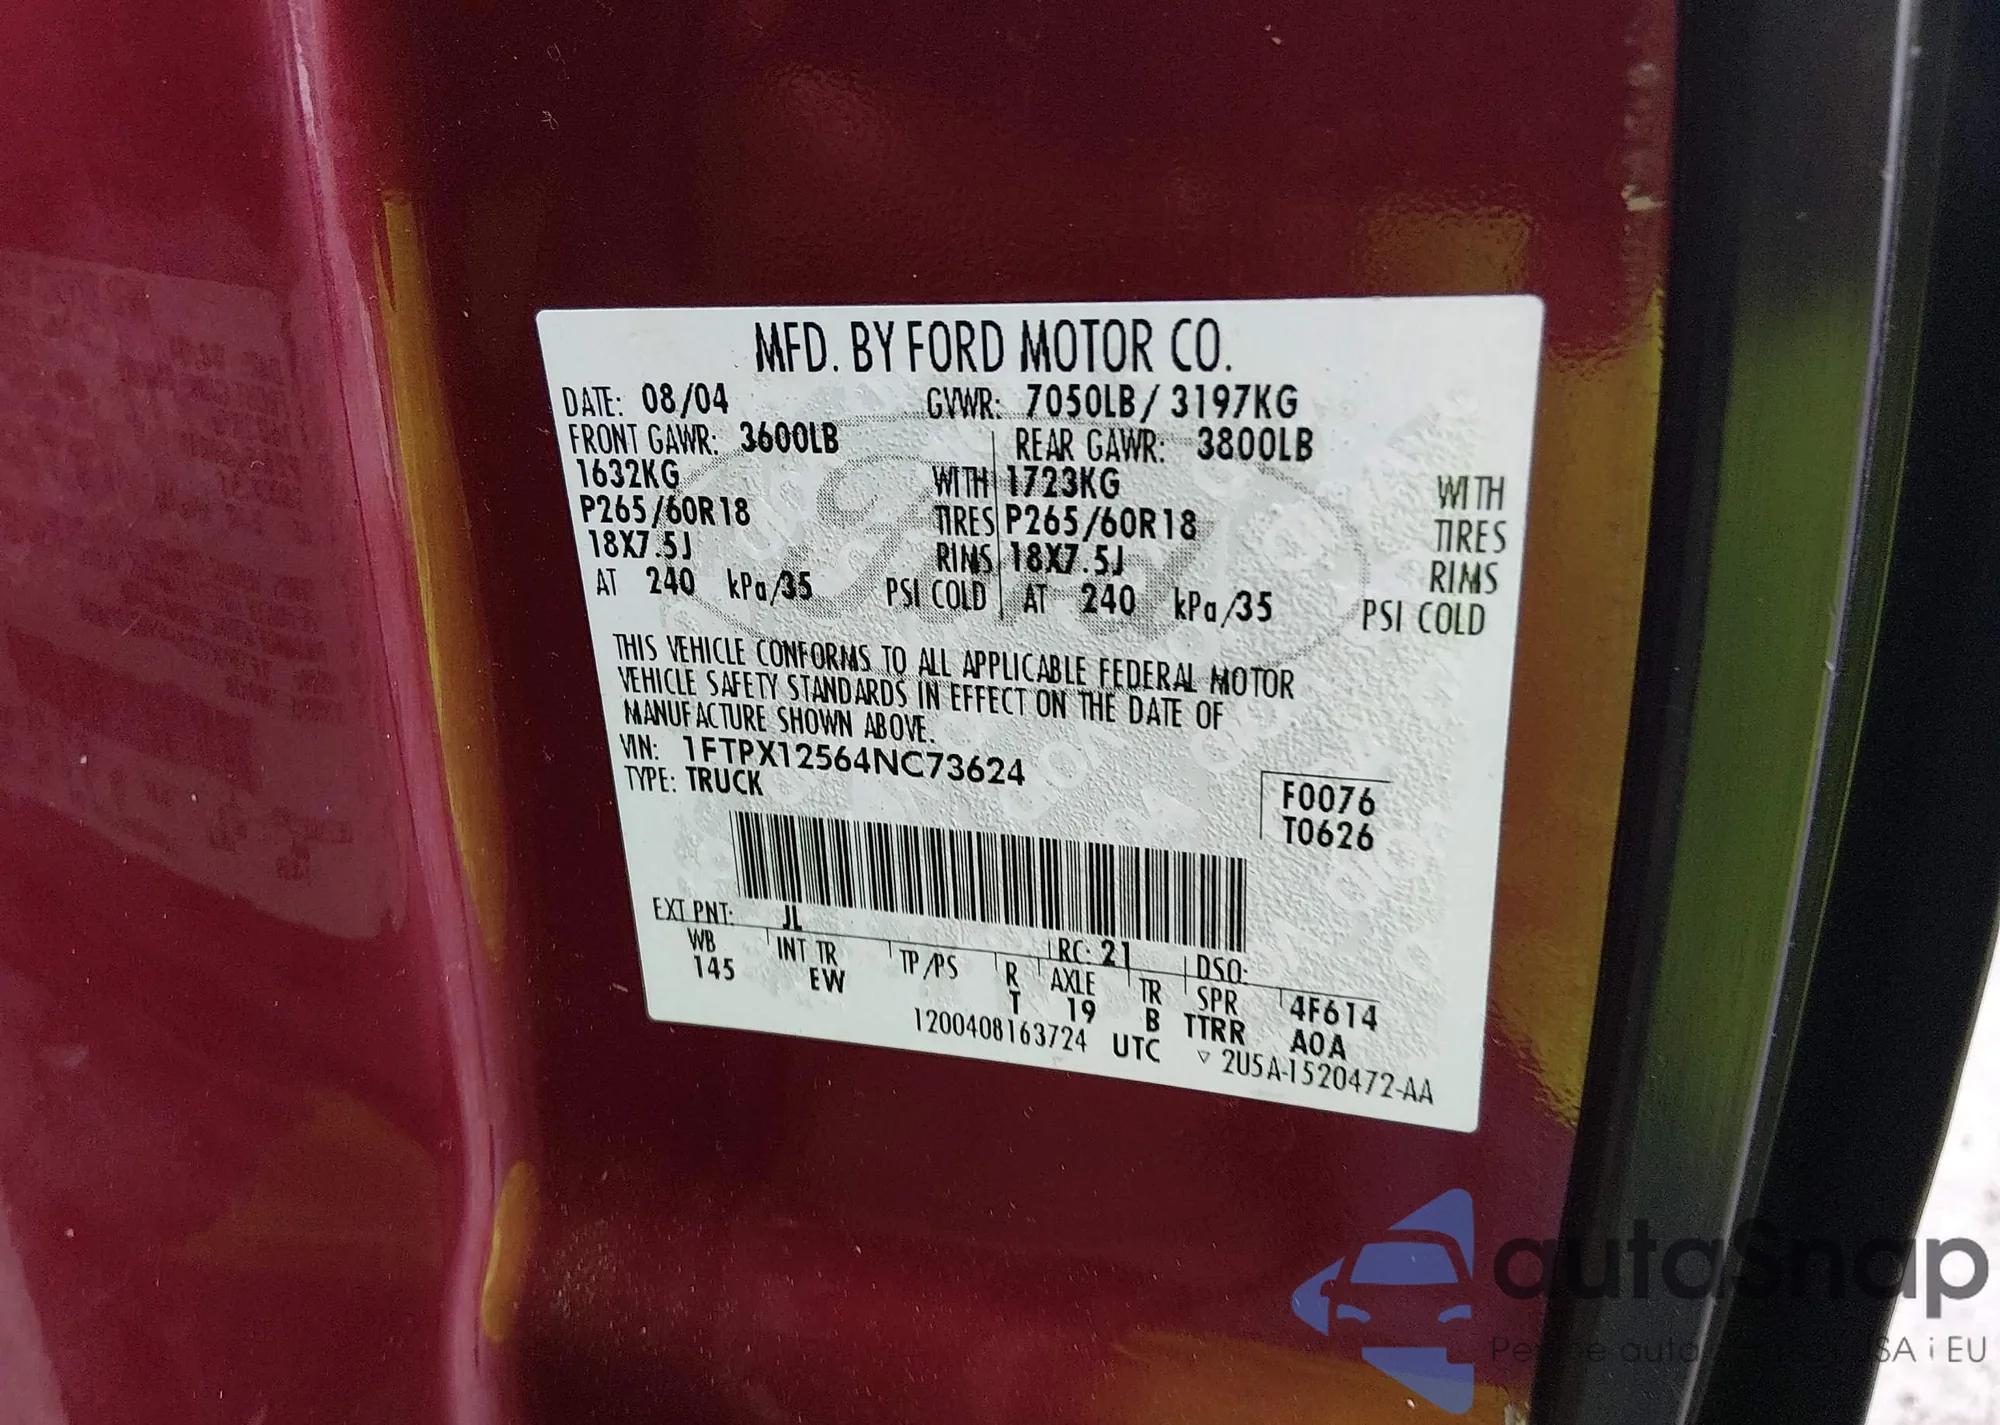 MFD. BY FORD MOTOR CO.
DATE: 08/04 GVWR: 7050LB / 3197KG
FRONT GAWR: 3600LB REAR GAWR: 3800LB
1632KG WITH 1723KG WITH
P265/60R18 TIRES P265/60R18 TIRES
18X7.5J RIMS 18X7.5J RIMS
AT 240 kPa/35 PSI COLD AT 240 kPa/35 PSI COLD
THIS VEHICLE CONFORMS TO ALL APPLICABLE FEDERAL MOTOR
VEHICLE SAFETY STANDARDS IN EFFECT ON THE DATE OF
MANUFACTURE SHOWN ABOVE.
VIN: 1FTPX12564NC73624
TYPE: TRUCK
F0076
T0626
EXT PNT: JL RC: 21 DSO:
WB INT TR TP/PS R AXLE TR SPR 4F614
145 EW T 19 B TTRR A0A
1200408163724 UTC ▽ 2U5A-1520472-AA
autoSnap
auto SA i EU